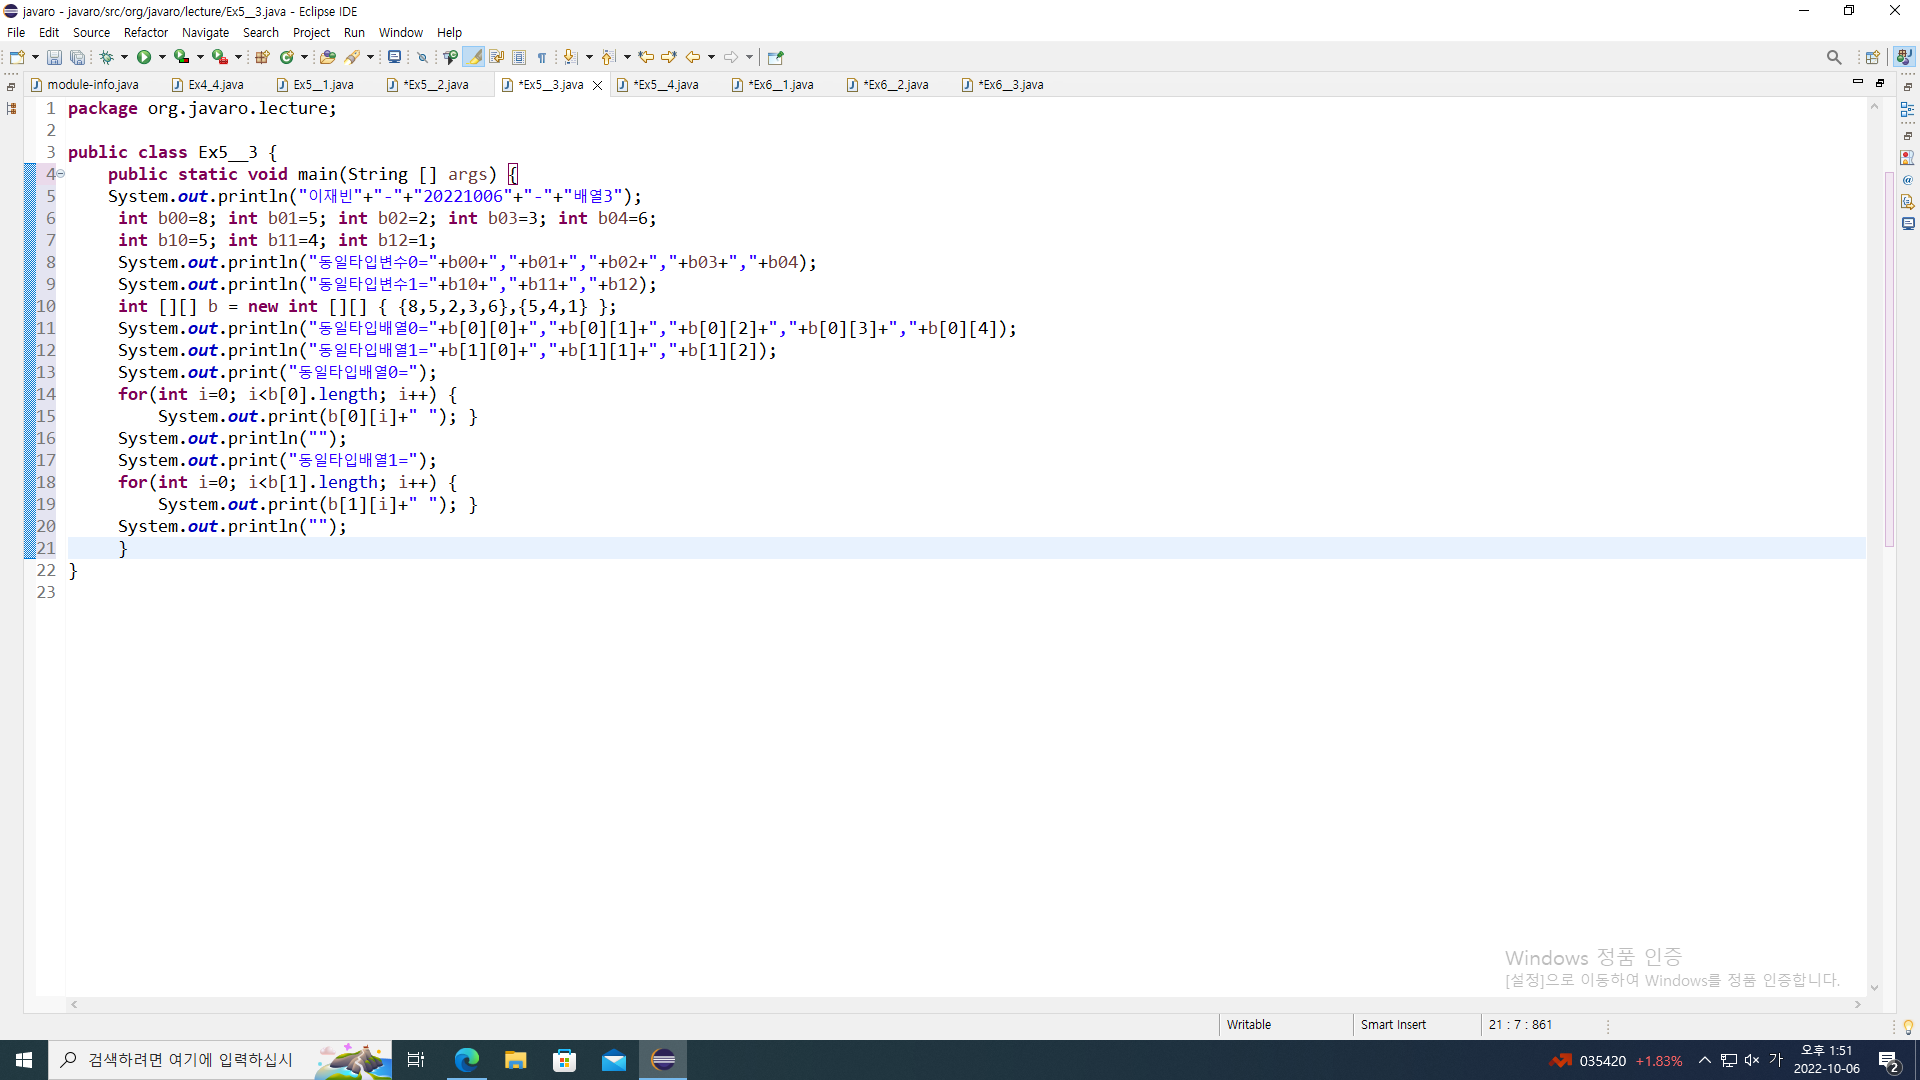 javaro - javaro/src/org/javaro/lecture/Ex5__3.java - Eclipse IDE
File Edit Source Refactor Navigate Search Project Run Window Help
module-info.java Ex4_4.java Ex5__1.java *Ex5__2.java *Ex5__3.java *Ex5__4.java *Ex6__1.java *Ex6__2.java *Ex6__3.java
1 package org.javaro.lecture;
2
3 public class Ex5__3 {
4 public static void main(String [] args) {
5 System.out.println("이재빈"+"-"+"20221006"+"-"+"배열3");
6 int b00=8; int b01=5; int b02=2; int b03=3; int b04=6;
7 int b10=5; int b11=4; int b12=1;
8 System.out.println("동일타입변수0="+b00+","+b01+","+b02+","+b03+","+b04);
9 System.out.println("동일타입변수1="+b10+","+b11+","+b12);
10 int [][] b = new int [][] { {8,5,2,3,6},{5,4,1} };
11 System.out.println("동일타입배열0="+b[0][0]+","+b[0][1]+","+b[0][2]+","+b[0][3]+","+b[0][4]);
12 System.out.println("동일타입배열1="+b[1][0]+","+b[1][1]+","+b[1][2]);
13 System.out.print("동일타입배열0=");
14 for(int i=0; i<b[0].length; i++) {
15 System.out.print(b[0][i]+" "); }
16 System.out.println("");
17 System.out.print("동일타입배열1=");
18 for(int i=0; i<b[1].length; i++) {
19 System.out.print(b[1][i]+" "); }
20 System.out.println("");
21 }
22 }
23
Windows 정품 인증
[설정]으로 이동하여 Windows를 정품 인증합니다.
Writable Smart Insert 21 : 7 : 861
검색하려면 여기에 입력하십시 035420 +1.83% 가 오후 1:51
2022-10-06 2